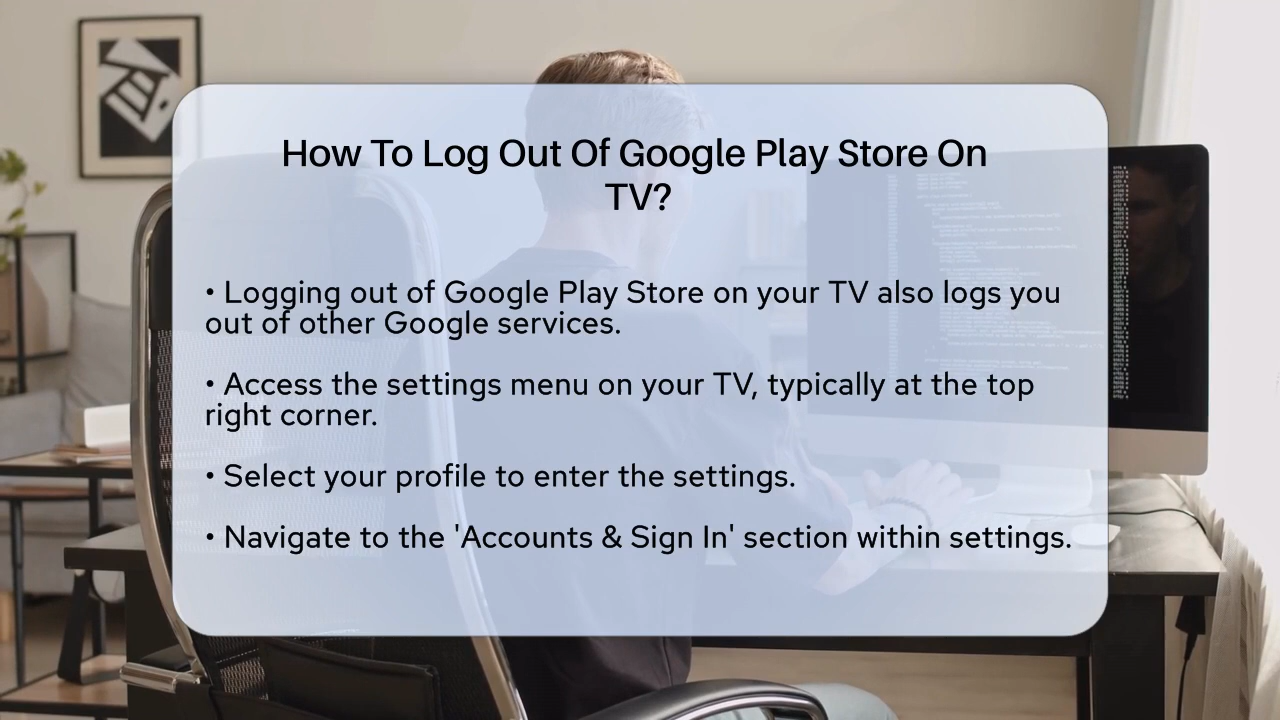 How To Log Out Of Google Play Store On
TV?
• Logging out of Google Play Store on your TV also logs you
out of other Google services.
• Access the settings menu on your TV, typically at the top
right corner.
• Select your profile to enter the settings.
• Navigate to the 'Accounts & Sign In' section within settings.